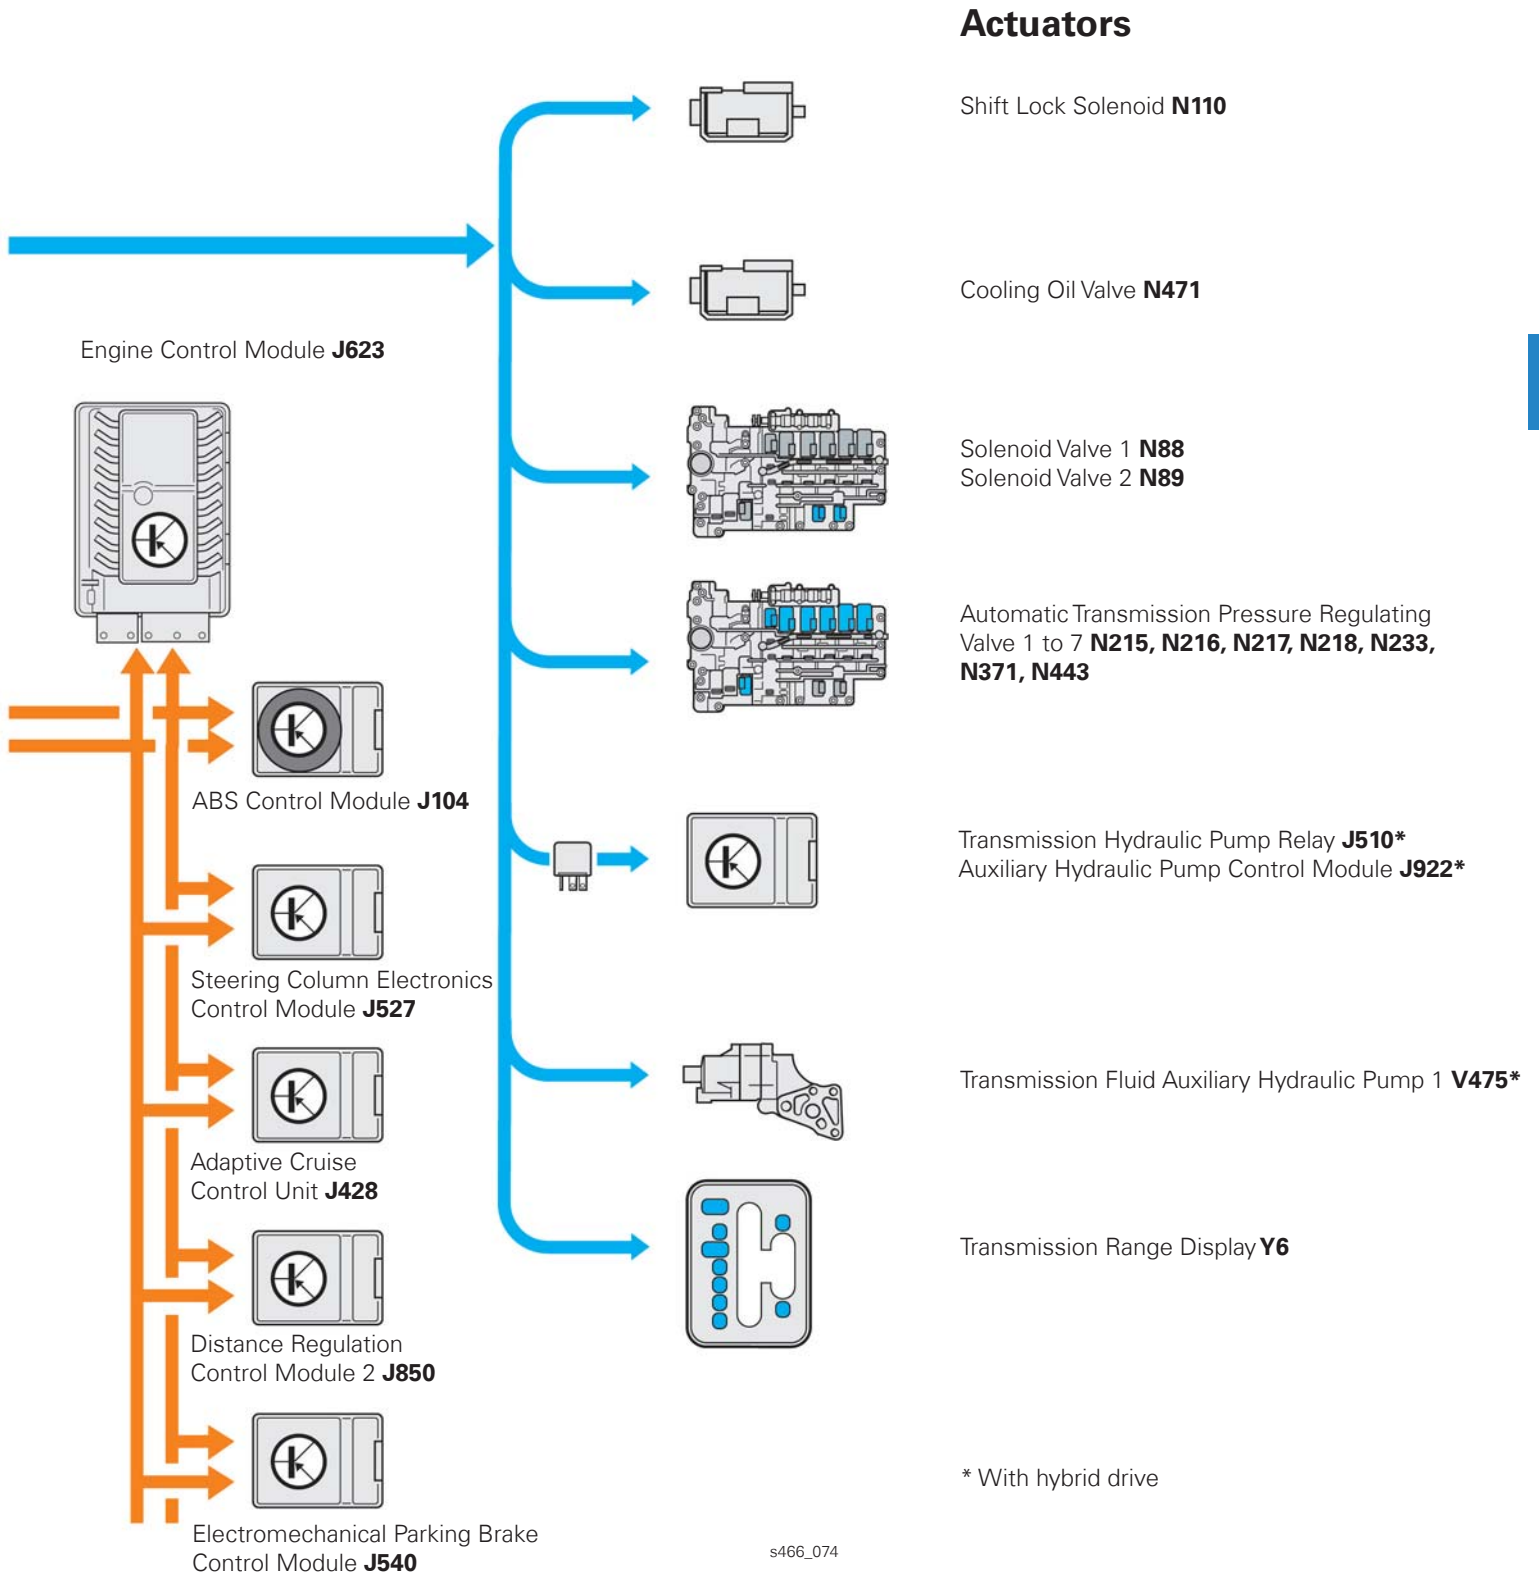 Actuators
Shift Lock Solenoid N110
Cooling Oil Valve N471
Engine Control Module J623
Solenoid Valve 1 N88
Solenoid Valve 2 N89
Automatic Transmission Pressure Regulating
Valve 1 to 7 N215, N216, N217, N218, N233,
N371, N443
ABS Control Module J104
Transmission Hydraulic Pump Relay J510*
Auxiliary Hydraulic Pump Control Module J922*
Steering Column Electronics
Control Module J527
Transmission Fluid Auxiliary Hydraulic Pump 1 V475*
Adaptive Cruise
Control Unit J428
Transmission Range Display Y6
Distance Regulation
Control Module 2 J850
* With hybrid drive
Electromechanical Parking Brake
Control Module J540
s466_074